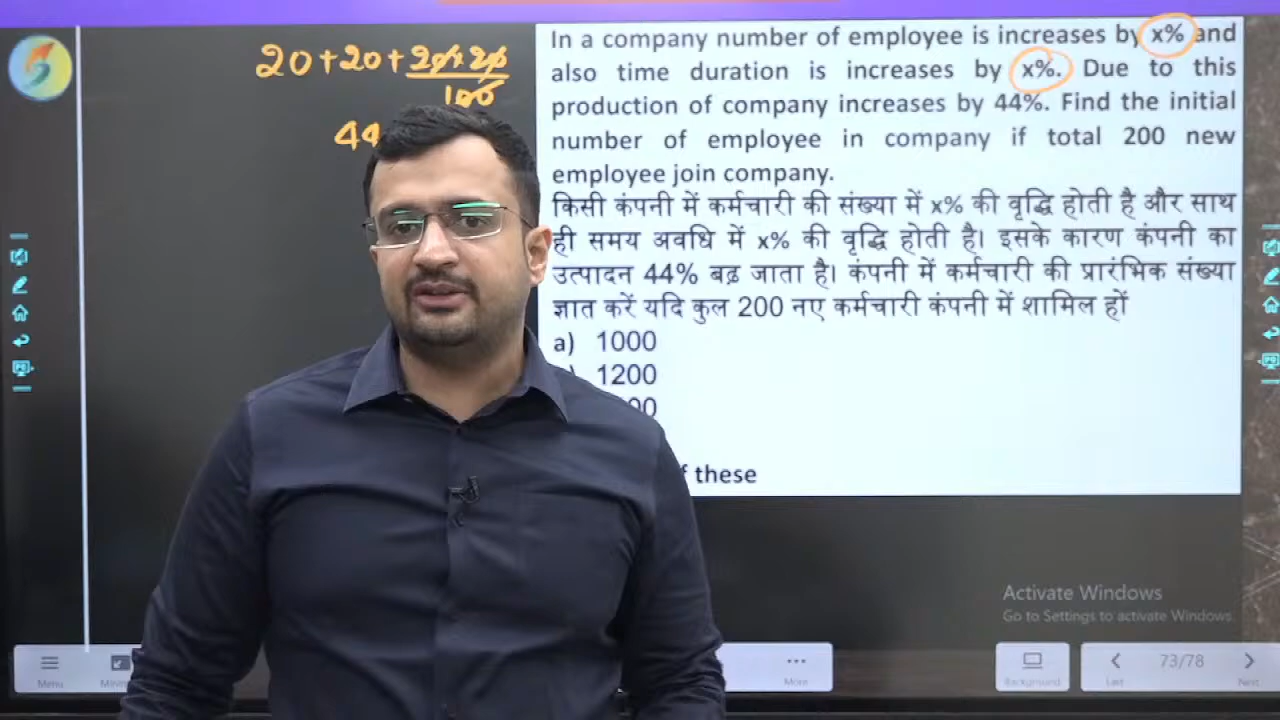 20+20+20×20
100
44
In a company number of employee is increases by x% and
also time duration is increases by x%. Due to this
production of company increases by 44%. Find the initial
number of employee in company if total 200 new
employee join company.
किसी कंपनी में कर्मचारी की संख्या में x% की वृद्धि होती है और साथ
ही समय अवधि में x% की वृद्धि होती है। इसके कारण कंपनी का
उत्पादन 44% बढ़ जाता है। कंपनी में कर्मचारी की प्रारंभिक संख्या
ज्ञात करें यदि कुल 200 नए कर्मचारी कंपनी में शामिल हों
a) 1000
) 1200
00
these
Activate Windows
Go to Settings to activate Windows.
Menu
More
Background
Last
73/78
Next